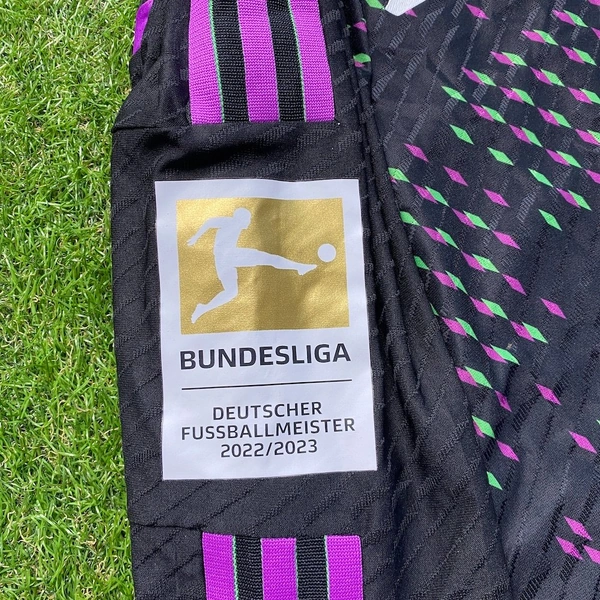 BUNDESLIGA
DEUTSCHER
FUSSBALLMEISTER
2022/2023